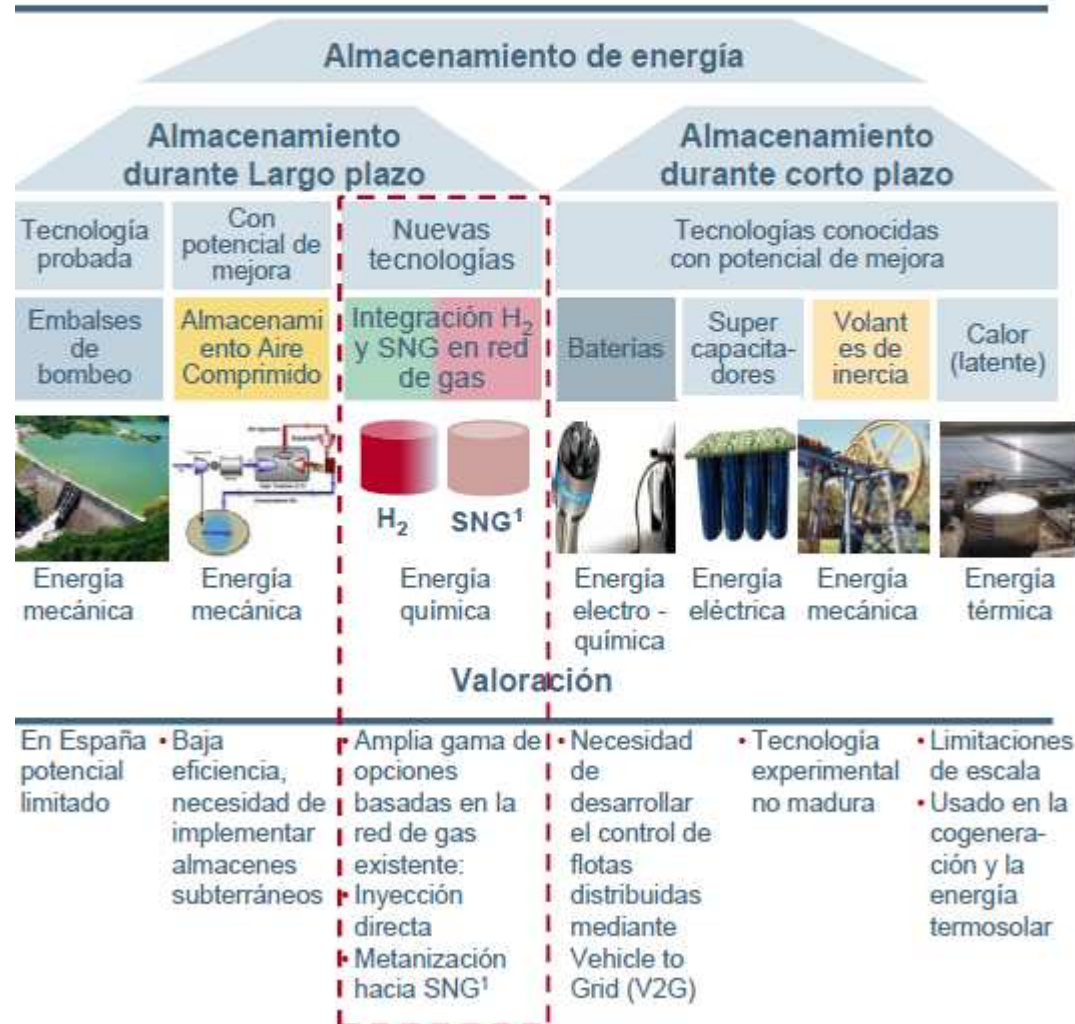 Almacenamiento de energía
Almacenamiento
durante Largo plazo
Almacenamiento
durante corto plazo
Tecnología
probada
Con
potencial de
mejora
Nuevas
tecnologías
Tecnologías conocidas
con potencial de mejora
Embalses
de
bombeo
Almacenami
ento Aire
Comprimido
Integración H₂
y SNG en red
de gas
Baterías
Super
capacita-
dores
Volant
es de
inercia
Calor
(latente)
H₂
SNG¹
Energía
mecánica
Energía
mecánica
Energía
química
Energía
electro -
química
Energía
eléctrica
Energía
mecánica
Energía
térmica
Valoración
En España
potencial
limitado
• Baja
eficiencia,
necesidad de
implementar
almacenes
subterráneos
• Amplia gama de
opciones
basadas en la
red de gas
existente:
• Inyección
directa
• Metanización
hacia SNG¹
• Necesidad
de
desarrollar
el control de
flotas
distribuidas
mediante
Vehicle to
Grid (V2G)
• Tecnología
experimental
no madura
• Limitaciones
de escala
• Usado en la
cogenera-
ción y la
energía
termosolar